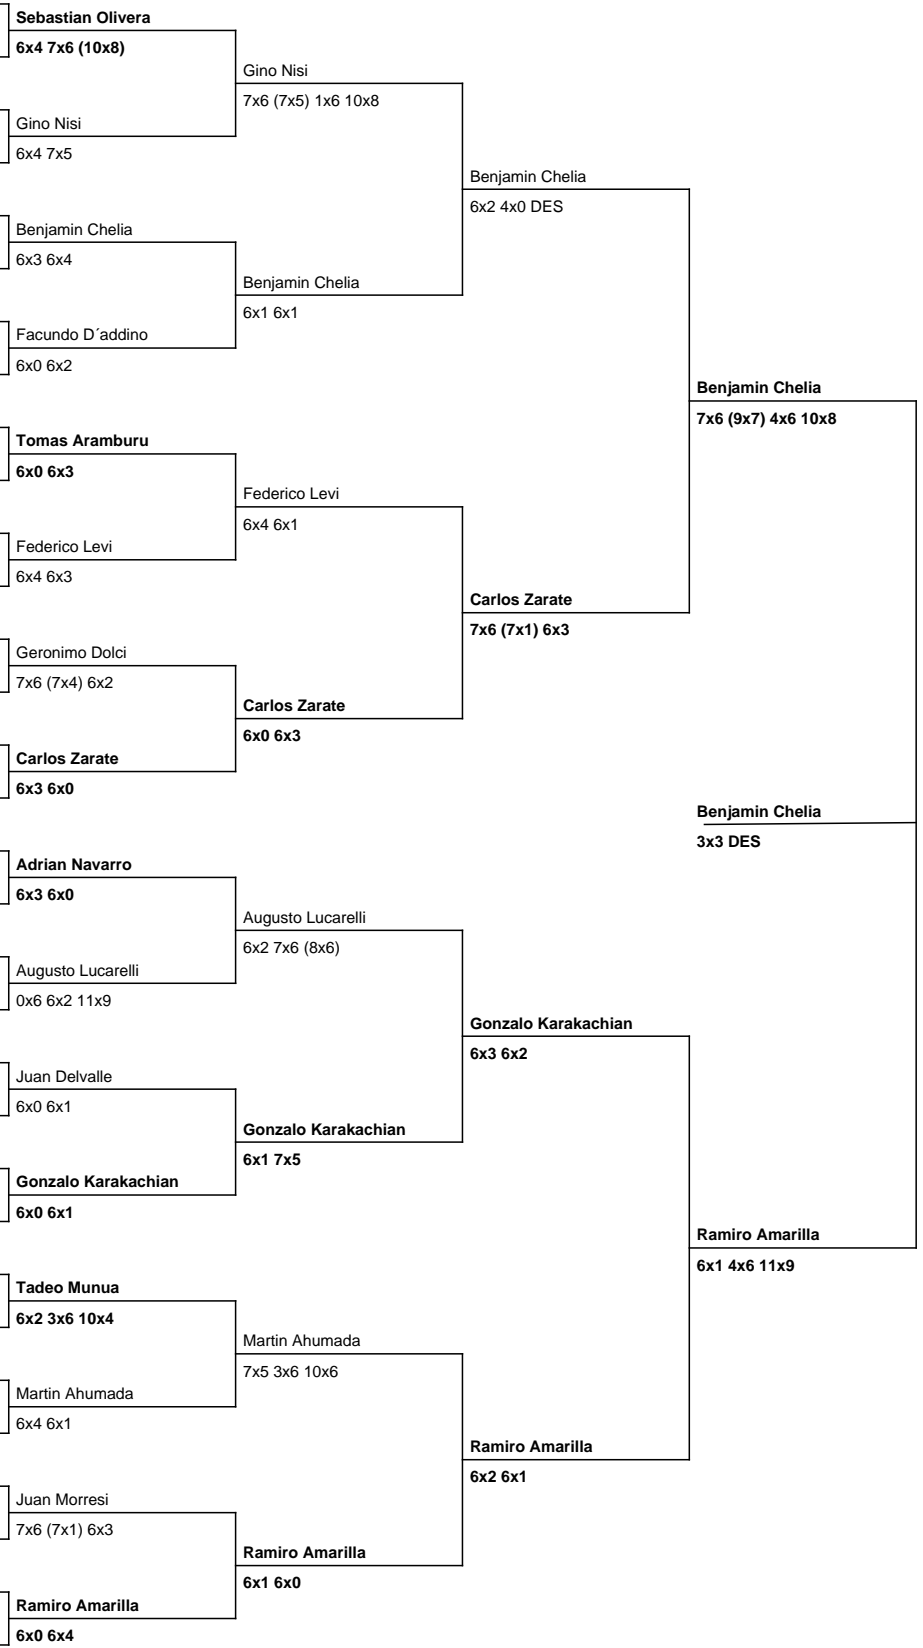 Sebastian Olivera
6x4 7x6 (10x8)
Gino Nisi
7x6 (7x5) 1x6 10x8
Gino Nisi
6x4 7x5
Benjamin Chelia
6x2 4x0 DES
Benjamin Chelia
6x3 6x4
Benjamin Chelia
6x1 6x1
Facundo D´addino
6x0 6x2
Benjamin Chelia
7x6 (9x7) 4x6 10x8
Tomas Aramburu
6x0 6x3
Federico Levi
6x4 6x1
Federico Levi
6x4 6x3
Carlos Zarate
7x6 (7x1) 6x3
Geronimo Dolci
7x6 (7x4) 6x2
Carlos Zarate
6x0 6x3
Carlos Zarate
6x3 6x0
Benjamin Chelia
3x3 DES
Adrian Navarro
6x3 6x0
Augusto Lucarelli
6x2 7x6 (8x6)
Augusto Lucarelli
0x6 6x2 11x9
Gonzalo Karakachian
6x3 6x2
Juan Delvalle
6x0 6x1
Gonzalo Karakachian
6x1 7x5
Gonzalo Karakachian
6x0 6x1
Ramiro Amarilla
6x1 4x6 11x9
Tadeo Munua
6x2 3x6 10x4
Martin Ahumada
7x5 3x6 10x6
Martin Ahumada
6x4 6x1
Ramiro Amarilla
6x2 6x1
Juan Morresi
7x6 (7x1) 6x3
Ramiro Amarilla
6x1 6x0
Ramiro Amarilla
6x0 6x4